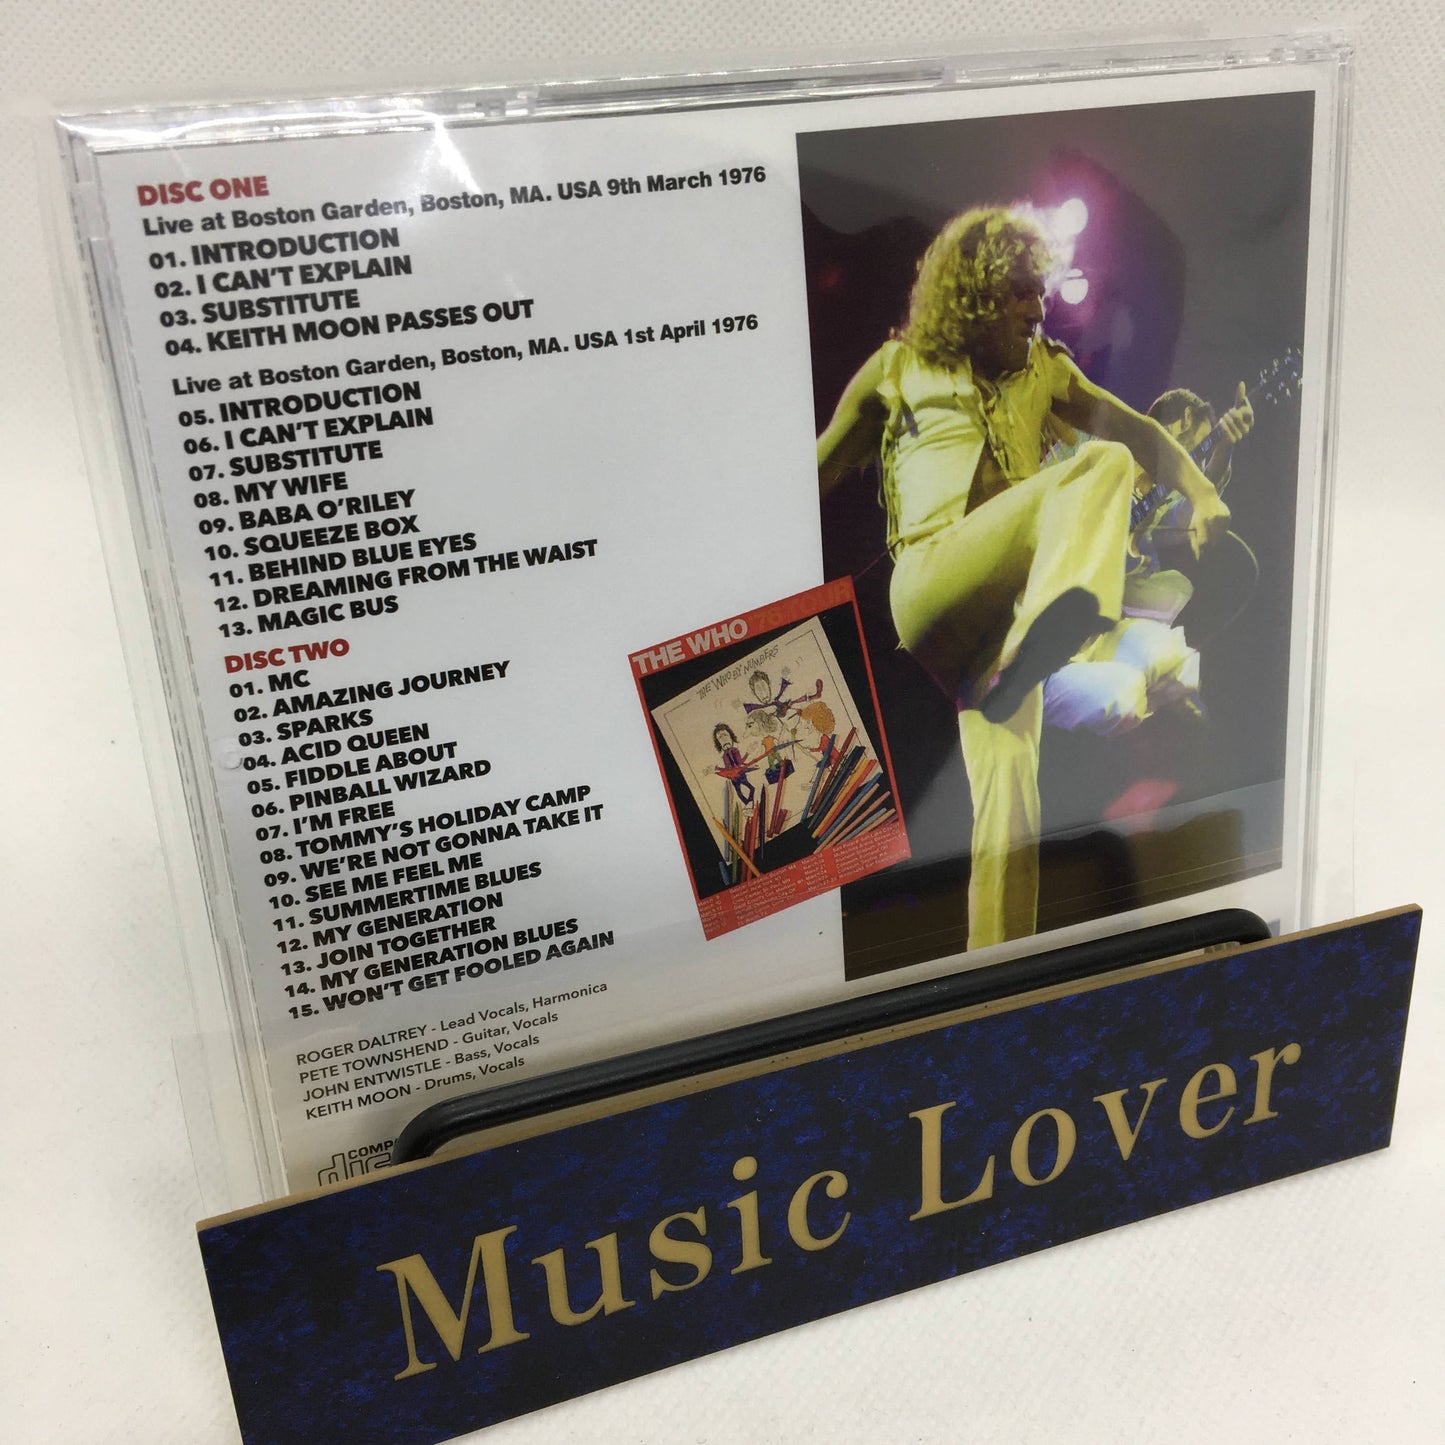 DISC ONE
Live at Boston Garden, Boston, MA. USA 9th March 1976
01. INTRODUCTION
02. I CAN'T EXPLAIN
03. SUBSTITUTE
04. KEITH MOON PASSES OUT
Live at Boston Garden, Boston, MA. USA 1st April 1976
05. INTRODUCTION
06. I CAN'T EXPLAIN
07. SUBSTITUTE
08. MY WIFE
09. BABA O'RILEY
10. SQUEEZE BOX
11. BEHIND BLUE EYES
12. DREAMING FROM THE WAIST
13. MAGIC BUS
DISC TWO
01. MC
02. AMAZING JOURNEY
03. SPARKS
04. ACID QUEEN
05. FIDDLE ABOUT
06. PINBALL WIZARD
07. I'M FREE
08. TOMMY'S HOLIDAY CAMP
09. WE'RE NOT GONNA TAKE IT
10. SEE ME FEEL ME
11. SUMMERTIME BLUES
12. MY GENERATION
13. JOIN TOGETHER
14. MY GENERATION BLUES
15. WON'T GET FOOLED AGAIN
ROGER DALTREY - Lead Vocals, Harmonica
PETE TOWNSHEND - Guitar, Vocals
JOHN ENTWISTLE - Bass, Vocals
KEITH MOON - Drums, Vocals
THE WHO '76 TOUR
THE WHO BY NUMBERS
Music Lover